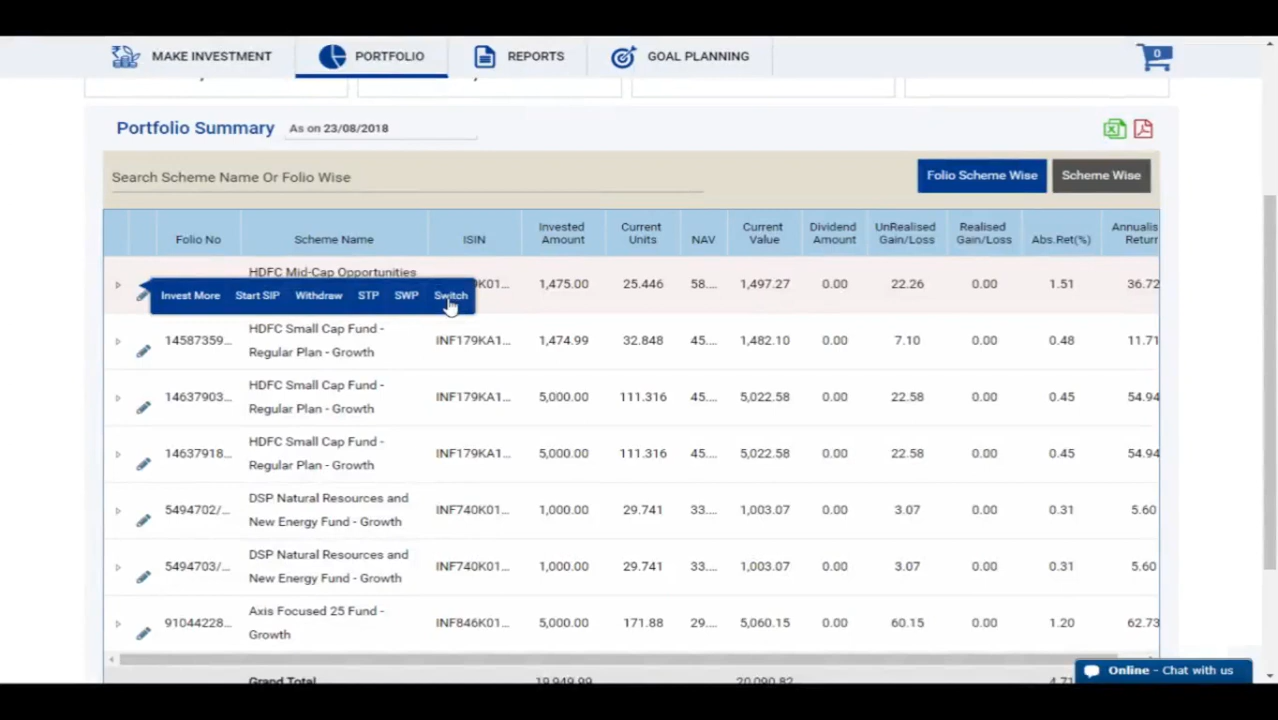 MAKE INVESTMENT
PORTFOLIO
REPORTS
GOAL PLANNING
0
Portfolio Summary As on 23/08/2018
Search Scheme Name Or Folio Wise
Folio Scheme Wise
Scheme Wise
Folio No Scheme Name ISIN Invested Amount Current Units NAV Current Value Dividend Amount UnRealised Gain/Loss Realised Gain/Loss Abs.Ret(%) Annualis Return
HDFC Mid-Cap Opportunities
1,475.00 25.446 58.... 1,497.27 0.00 22.26 0.00 1.51 36.72
Invest More Start SIP Withdraw STP SWP Switch
HDFC Small Cap Fund -
14587359... INF179KA1... 1,474.99 32.848 45.... 1,482.10 0.00 7.10 0.00 0.48 11.71
Regular Plan - Growth
HDFC Small Cap Fund -
14637903... INF179KA1... 5,000.00 111.316 45.... 5,022.58 0.00 22.58 0.00 0.45 54.94
Regular Plan - Growth
HDFC Small Cap Fund -
14637918... INF179KA1... 5,000.00 111.316 45.... 5,022.58 0.00 22.58 0.00 0.45 54.94
Regular Plan - Growth
DSP Natural Resources and
5494702/... INF740K01... 1,000.00 29.741 33.... 1,003.07 0.00 3.07 0.00 0.31 5.60
New Energy Fund - Growth
DSP Natural Resources and
5494703/... INF740K01... 1,000.00 29.741 33.... 1,003.07 0.00 3.07 0.00 0.31 5.60
New Energy Fund - Growth
Axis Focused 25 Fund -
91044228... INF846K01... 5,000.00 171.88 29.... 5,060.15 0.00 60.15 0.00 1.20 62.73
Growth
Grand Total 19,949.99 20,090.82 4.71
Online - Chat with us